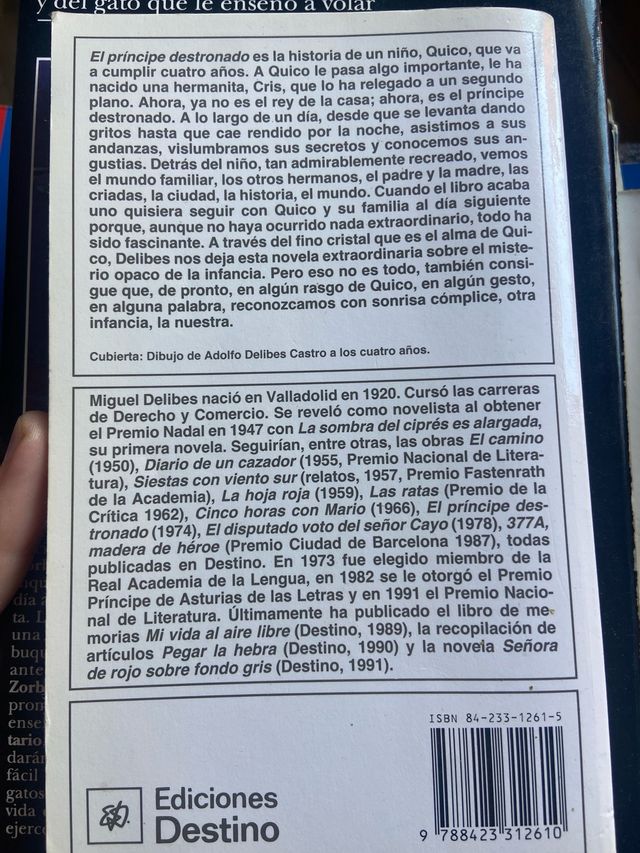 y del gato que le enseñó a volar
El príncipe destronado es la historia de un niño, Quico, que va
a cumplir cuatro años. A Quico le pasa algo importante, le ha
nacido una hermanita, Cris, que lo ha relegado a un segundo
plano. Ahora, ya no es el rey de la casa; ahora, es el príncipe
destronado. A lo largo de un día, desde que se levanta dando
gritos hasta que cae rendido por la noche, asistimos a sus
andanzas, vislumbramos sus secretos y conocemos sus an-
gustias. Detrás del niño, tan admirablemente recreado, vemos
el mundo familiar, los otros hermanos, el padre y la madre, las
criadas, la ciudad, la historia, el mundo. Cuando el libro acaba
uno quisiera seguir con Quico y su familia al día siguiente
porque, aunque no haya ocurrido nada extraordinario, todo ha
sido fascinante. A través del fino cristal que es el alma de Qui-
co, Delibes nos deja esta novela extraordinaria sobre el miste-
rio opaco de la infancia. Pero eso no es todo, también consi-
gue que, de pronto, en algún rasgo de Quico, en algún gesto,
en alguna palabra, reconozcamos con sonrisa cómplice, otra
infancia, la nuestra.
Cubierta: Dibujo de Adolfo Delibes Castro a los cuatro años.
Miguel Delibes nació en Valladolid en 1920. Cursó las carreras
de Derecho y Comercio. Se reveló como novelista al obtener
el Premio Nadal en 1947 con La sombra del ciprés es alargada,
su primera novela. Seguirían, entre otras, las obras El camino
(1950), Diario de un cazador (1955, Premio Nacional de Litera-
tura), Siestas con viento sur (relatos, 1957, Premio Fastenrath
de la Academia), La hoja roja (1959), Las ratas (Premio de la
Crítica 1962), Cinco horas con Mario (1966), El príncipe des-
tronado (1974), El disputado voto del señor Cayo (1978), 377A,
madera de héroe (Premio Ciudad de Barcelona 1987), todas
publicadas en Destino. En 1973 fue elegido miembro de la
Real Academia de la Lengua, en 1982 se le otorgó el Premio
Príncipe de Asturias de las Letras y en 1991 el Premio Nacio-
nal de Literatura. Últimamente ha publicado el libro de me-
morias Mi vida al aire libre (Destino, 1989), la recopilación de
artículos Pegar la hebra (Destino, 1990) y la novela Señora
de rojo sobre fondo gris (Destino, 1991).
ISBN 84-233-1261-5
Ediciones
Destino
9 788423 312610
día a
ta. L
una
buqu
ante
Zorb
pron
ense
tario
darán
fácil
gatos
vida
ejerc